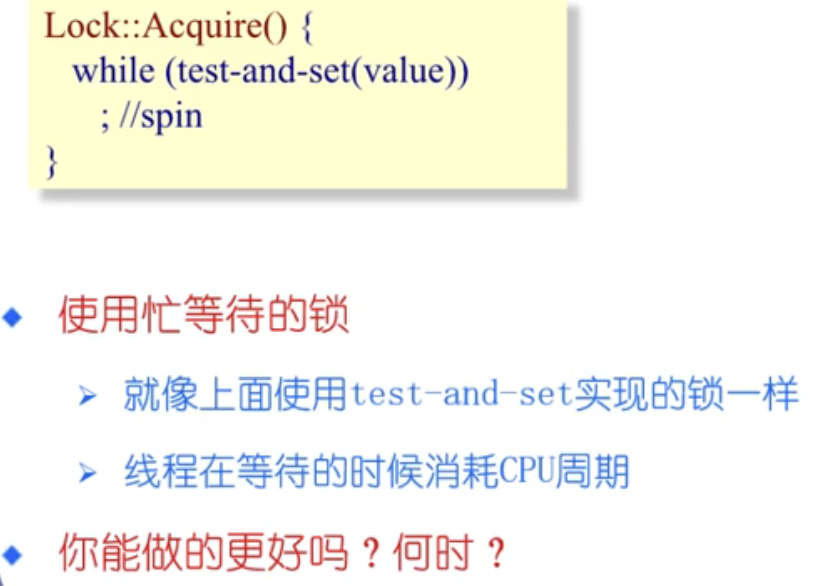 Lock::Acquire() {
while (test-and-set(value))
; //spin
}
使用忙等待的锁
就像上面使用test-and-set实现的锁一样
线程在等待的时候消耗CPU周期
你能做的更好吗？何时？